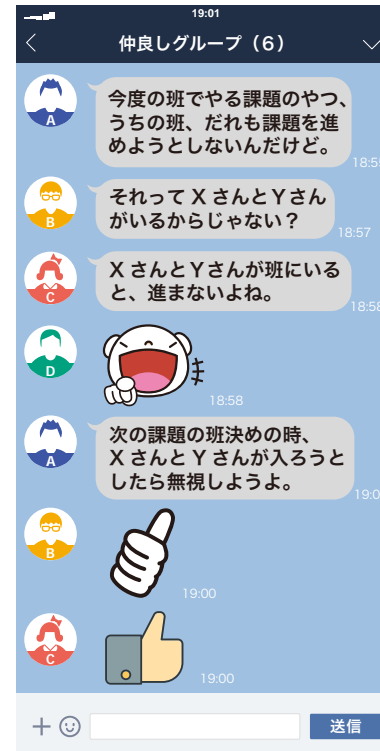 19:01
仲良しグループ（6）
A
今度の班でやる課題のやつ、
うちの班、だれも課題を進
めようとしないんだけど。
18:5
B
それって X さんとYさん
がいるからじゃない？
18:57
C
X さんとYさんが班にいる
と、進まないよね。
18:58
D
18:58
A
次の課題の班決めの時、
X さんと Y さんが入ろうと
したら無視しようよ。
19:0
B
19:00
C
19:00
送信